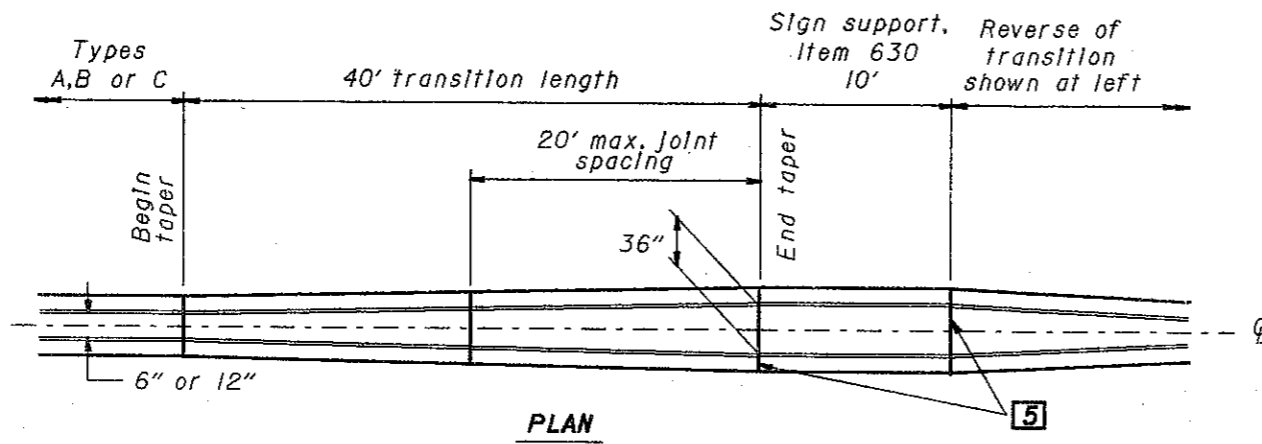 Types
A,B or C
40' transition length
Sign support,
Item 630
10'
Reverse of
transition
shown at left
20' max. joint
spacing
Begin
taper
End taper
36"
6" or 12"
5
℄
PLAN